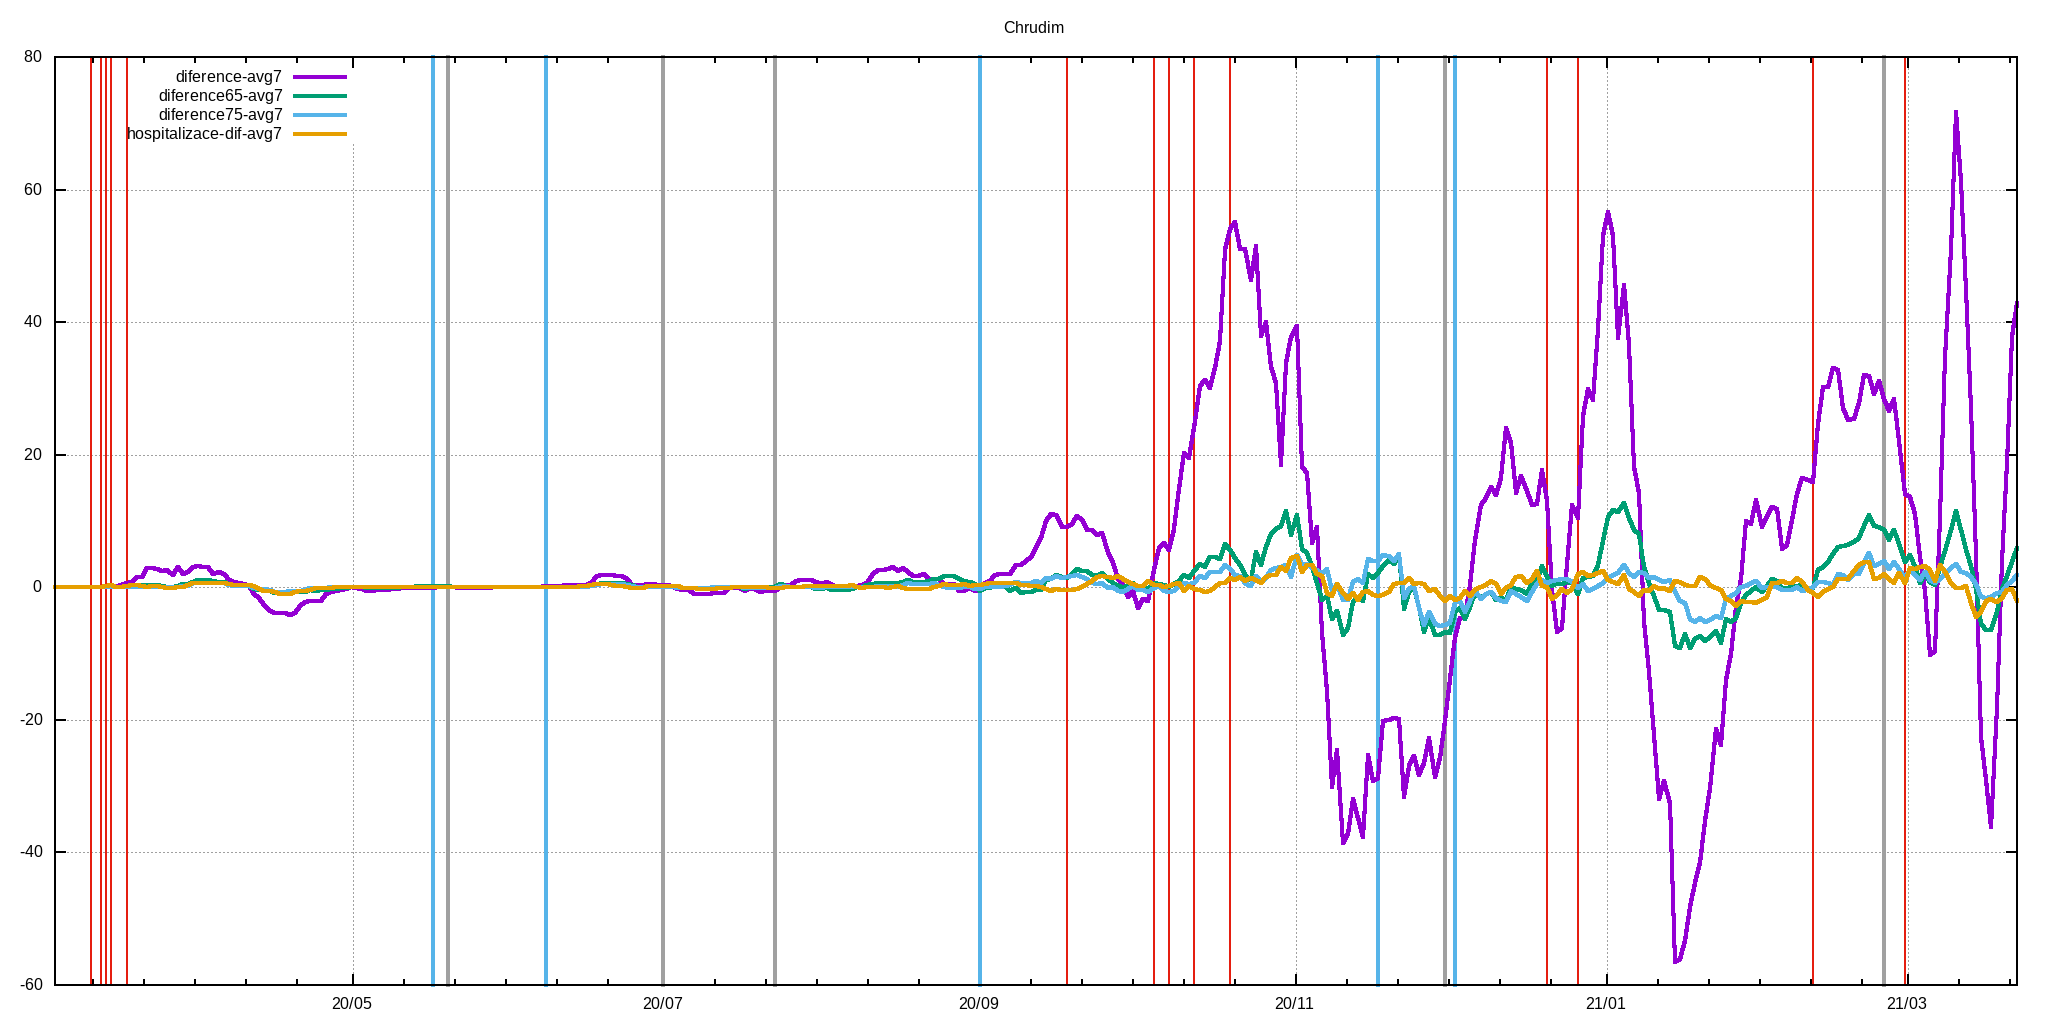 Chrudim
80
60
40
20
0
-20
-40
-60
diference-avg7
diference65-avg7
diference75-avg7
hospitalizace-dif-avg7
20/05
20/07
20/09
20/11
21/01
21/03